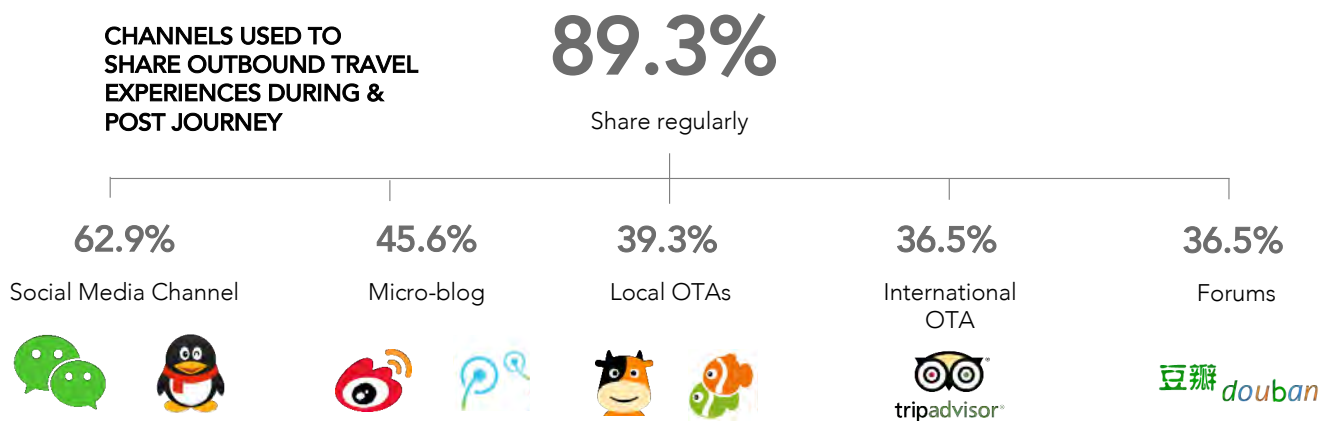 CHANNELS USED TO
SHARE OUTBOUND TRAVEL
EXPERIENCES DURING &
POST JOURNEY
89.3%
Share regularly
62.9%
45.6%
39.3%
36.5%
36.5%
Social Media Channel
Micro-blog
Local OTAs
International
OTA
Forums
tripadvisor®
豆瓣 douban